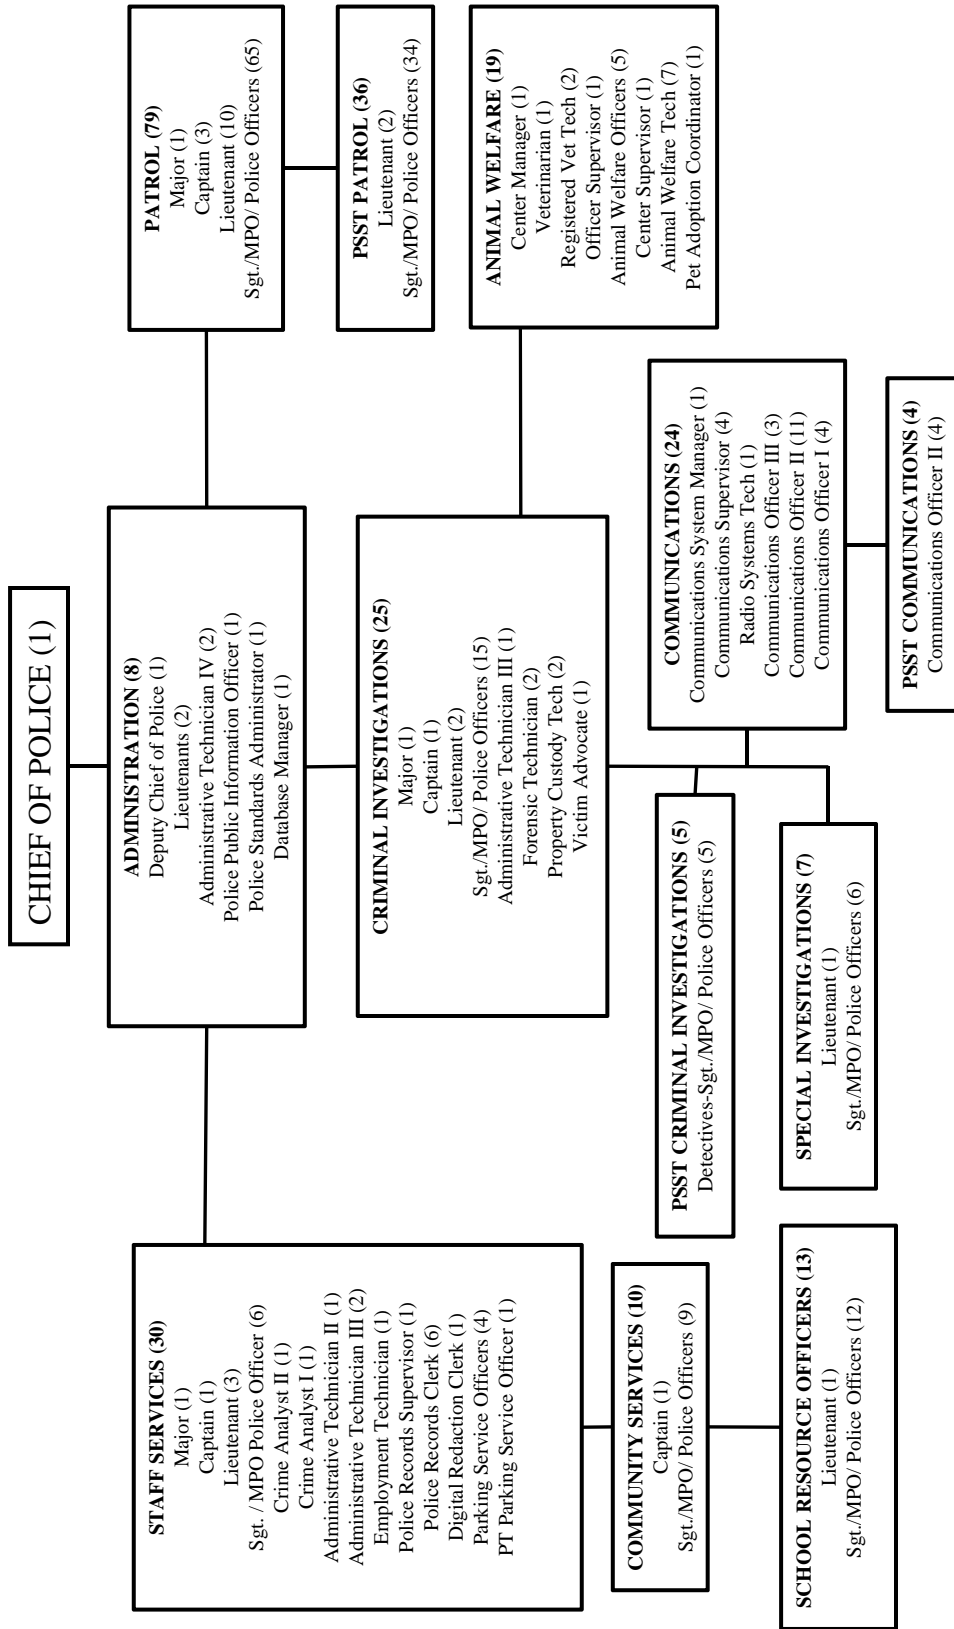 CHIEF OF POLICE (1)
ADMINISTRATION (8)
Deputy Chief of Police (1)
Lieutenants (2)
Administrative Technician IV (2)
Police Public Information Officer (1)
Police Standards Administrator (1)
Database Manager (1)
STAFF SERVICES (30)
Major (1)
Captain (1)
Lieutenant (3)
Sgt. / MPO Police Officer (6)
Crime Analyst II (1)
Crime Analyst I (1)
Administrative Technician II (1)
Administrative Technician III (2)
Employment Technician (1)
Police Records Supervisor (1)
Police Records Clerk (6)
Digital Redaction Clerk (1)
Parking Service Officers (4)
PT Parking Service Officer (1)
COMMUNITY SERVICES (10)
Captain (1)
Sgt./MPO/ Police Officers (9)
SCHOOL RESOURCE OFFICERS (13)
Lieutenant (1)
Sgt./MPO/ Police Officers (12)
CRIMINAL INVESTIGATIONS (25)
Major (1)
Captain (1)
Lieutenant (2)
Sgt./MPO/ Police Officers (15)
Administrative Technician III (1)
Forensic Technician (2)
Property Custody Tech (2)
Victim Advocate (1)
PSST CRIMINAL INVESTIGATIONS (5)
Detectives-Sgt./MPO/ Police Officers (5)
SPECIAL INVESTIGATIONS (7)
Lieutenant (1)
Sgt./MPO/ Police Officers (6)
PATROL (79)
Major (1)
Captain (3)
Lieutenant (10)
Sgt./MPO/ Police Officers (65)
PSST PATROL (36)
Lieutenant (2)
Sgt./MPO/ Police Officers (34)
ANIMAL WELFARE (19)
Center Manager (1)
Veterinarian (1)
Registered Vet Tech (2)
Officer Supervisor (1)
Animal Welfare Officers (5)
Center Supervisor (1)
Animal Welfare Tech (7)
Pet Adoption Coordinator (1)
COMMUNICATIONS (24)
Communications System Manager (1)
Communications Supervisor (4)
Radio Systems Tech (1)
Communications Officer III (3)
Communications Officer II (11)
Communications Officer I (4)
PSST COMMUNICATIONS (4)
Communications Officer II (4)